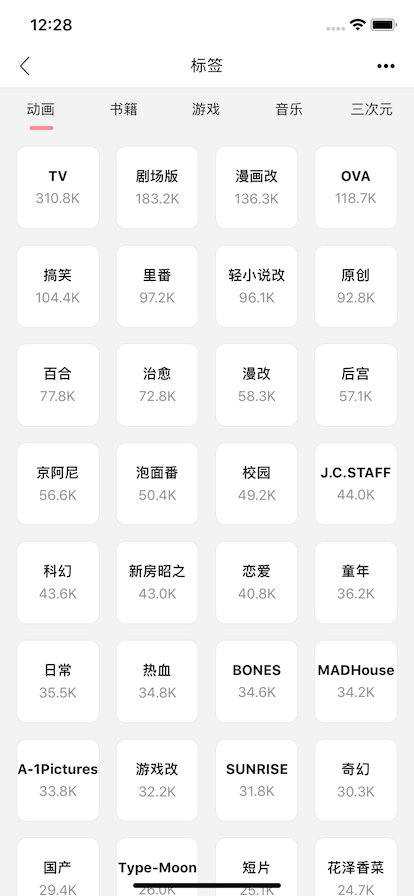 12:28
标签
动画 书籍 游戏 音乐 三次元
TV 剧场版 漫画改 OVA
310.8K 183.2K 136.3K 118.7K
搞笑 里番 轻小说改 原创
104.4K 97.2K 96.1K 92.8K
百合 治愈 漫改 后宫
77.8K 72.8K 58.3K 57.1K
京阿尼 泡面番 校园 J.C.STAFF
56.6K 50.4K 49.2K 44.0K
科幻 新房昭之 恋爱 童年
43.6K 43.0K 40.8K 36.2K
日常 热血 BONES MADHouse
35.5K 34.8K 34.6K 34.2K
A-1Pictures 游戏改 SUNRISE 奇幻
33.8K 32.2K 31.8K 30.3K
国产 Type-Moon 短片 花泽香菜
29.4K 26.0K 25.1K 24.7K